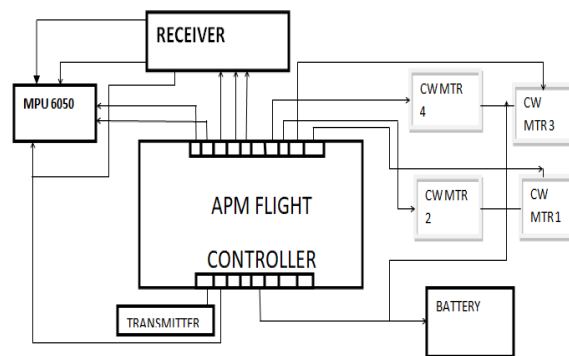 RECEIVER
MPU 6050
CW MTR
4
CW
MTR 3
APM FLIGHT
CONTROLLER
CW MTR
2
CW
MTR 1
TRANSMITTER
BATTERY